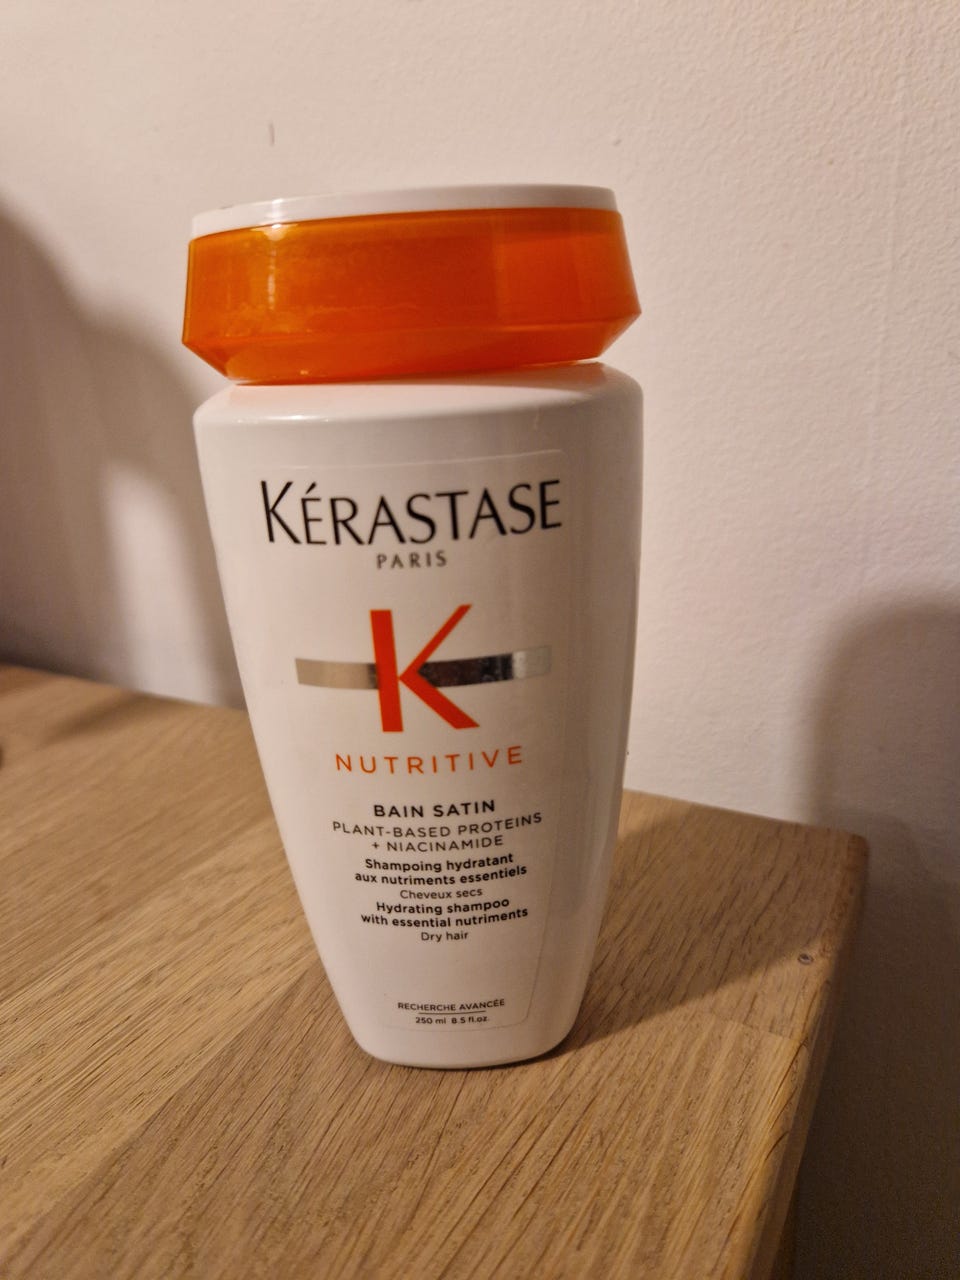 KÉRASTASE
PARIS
K
NUTRITIVE
BAIN SATIN
PLANT-BASED PROTEINS
+ NIACINAMIDE
Shampoing hydratant
aux nutriments essentiels
Cheveux secs
Hydrating shampoo
with essential nutriments
Dry hair
RECHERCHE AVANCÉE
250 ml 8.5 fl.oz.